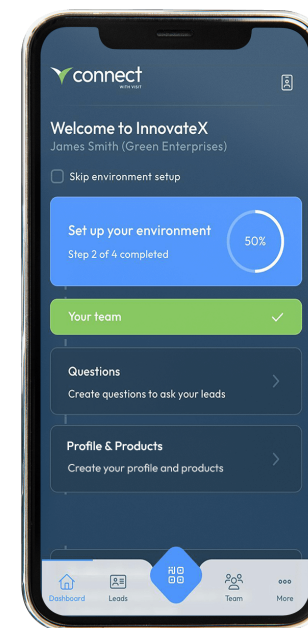 connect
WITH VISIT
Welcome to InnovateX
James Smith (Green Enterprises)
Skip environment setup
Set up your environment
Step 2 of 4 completed
50%
Your team
Questions
Create questions to ask your leads
Profile & Products
Create your profile and products
Dashboard
Leads
Team
More